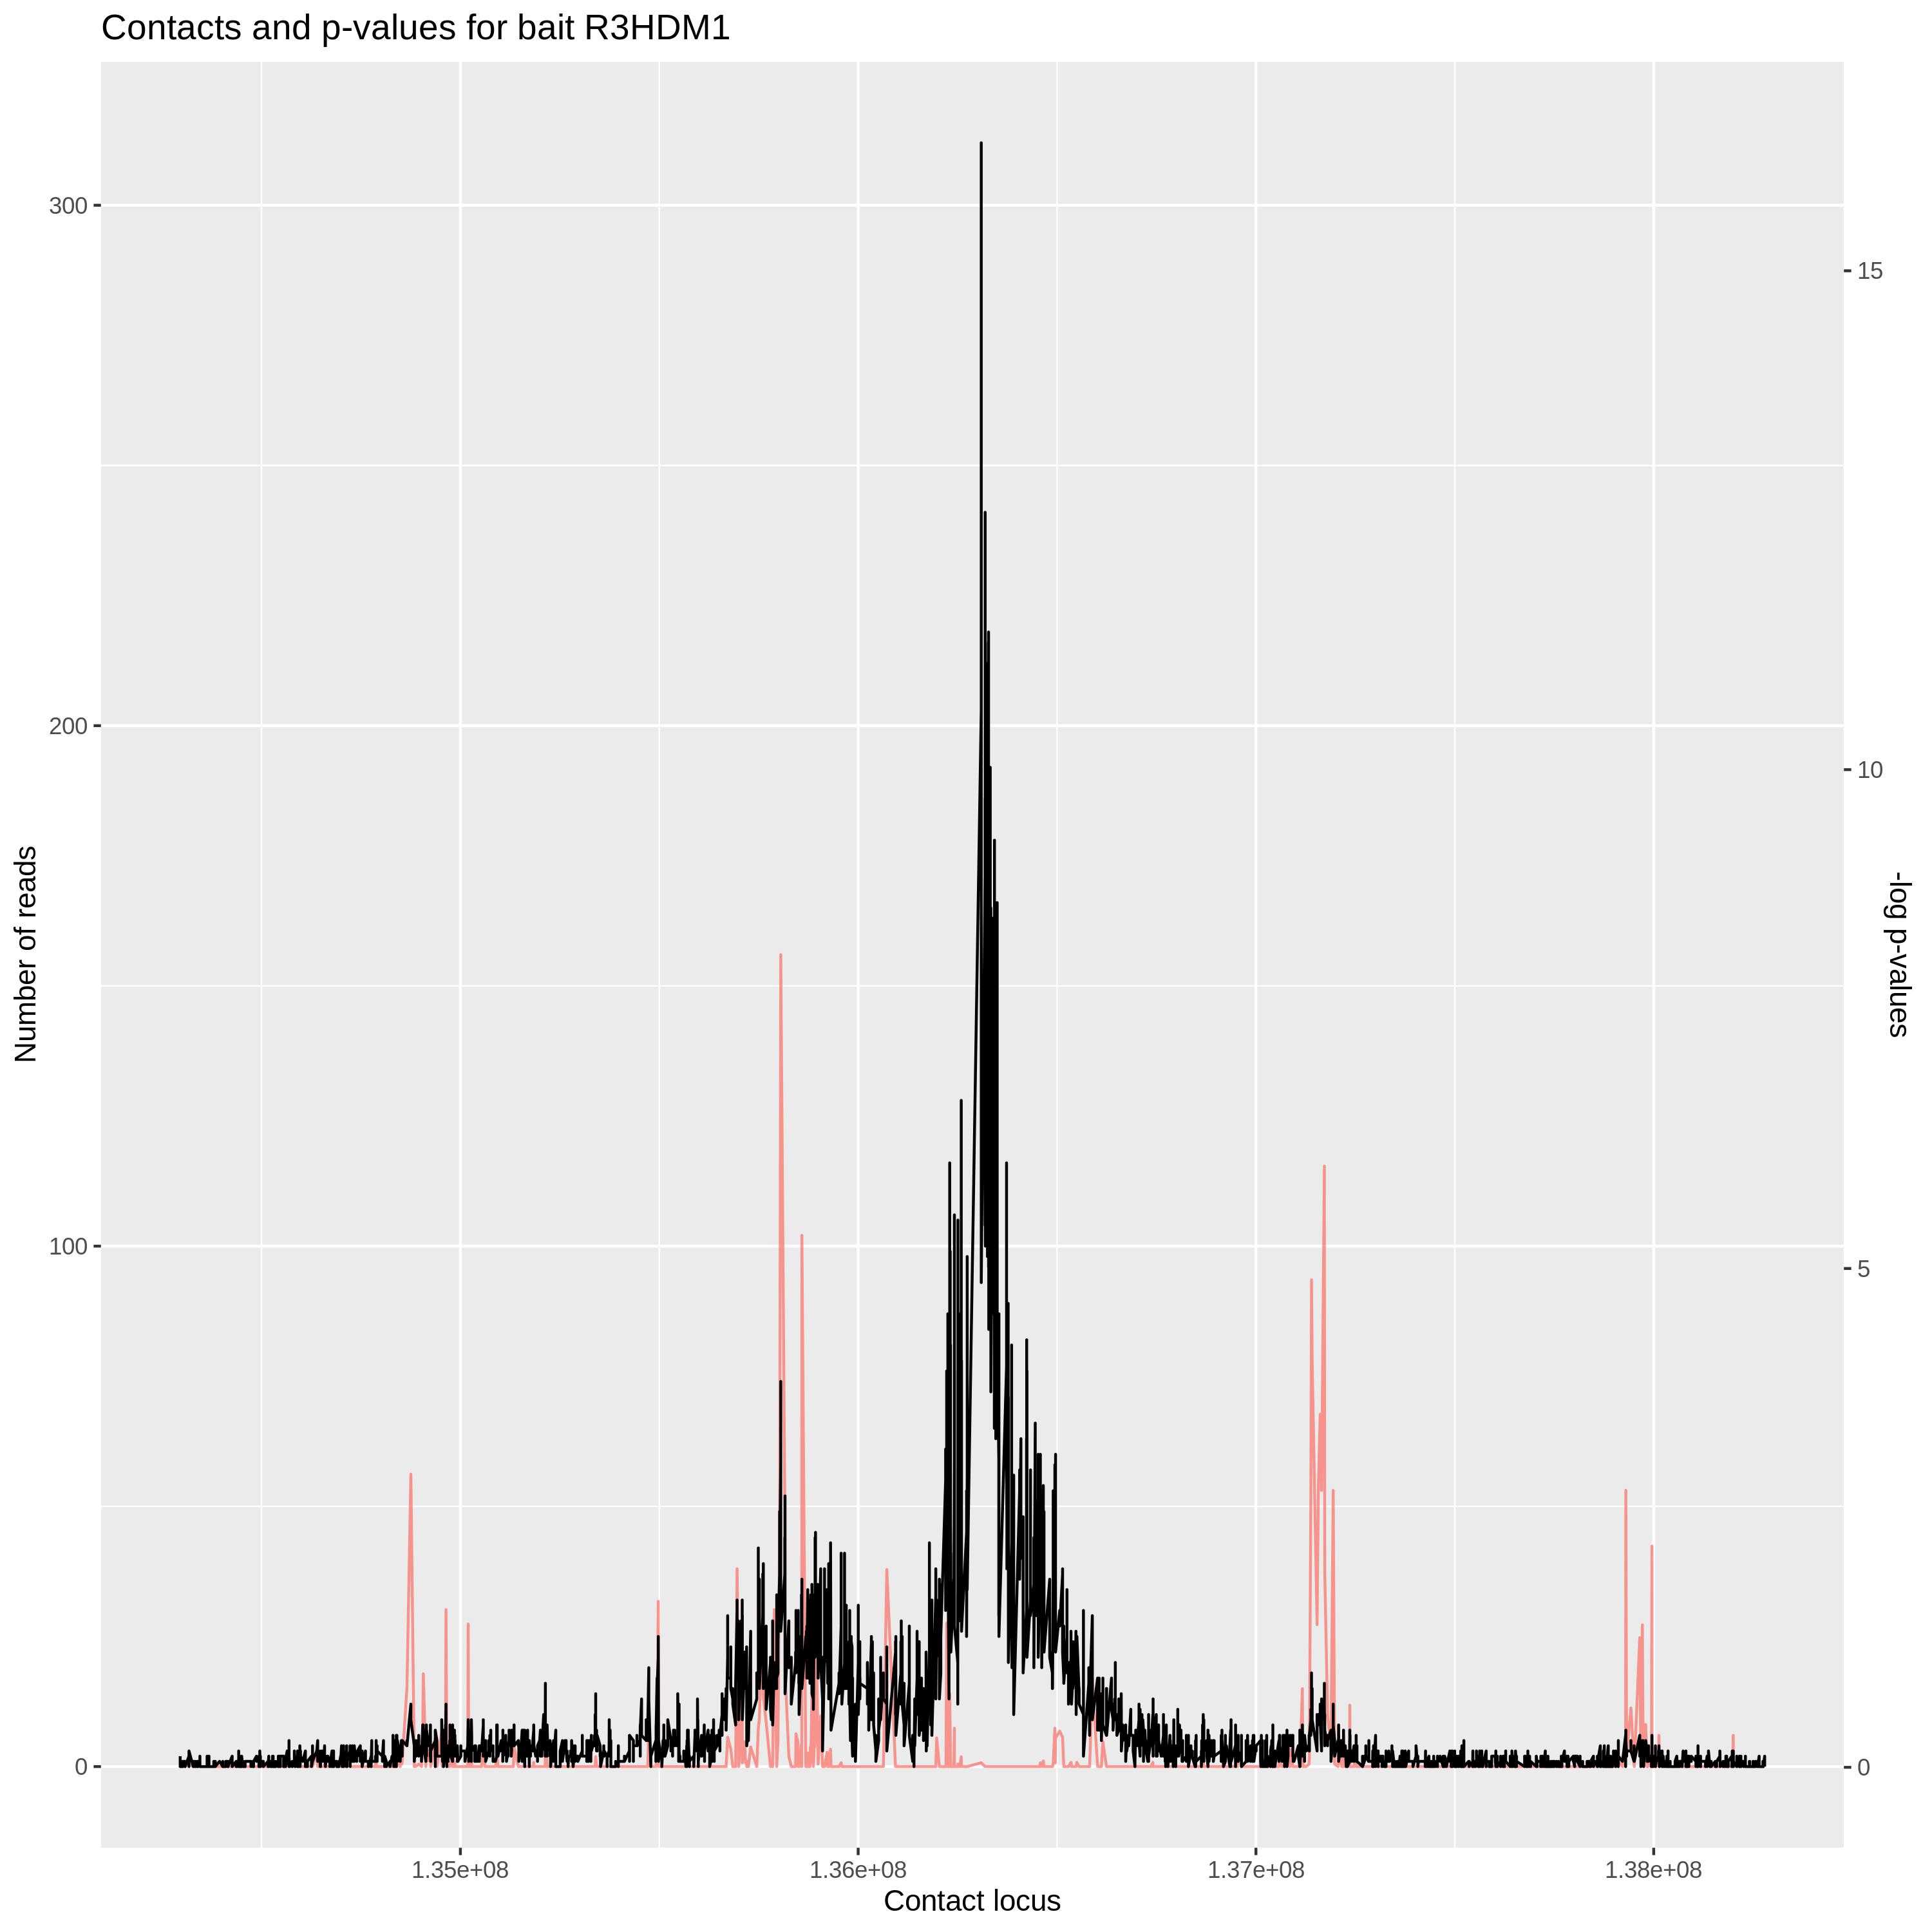 Contacts and p-values for bait R3HDM1
300
200
100
0
Number of reads
15
10
5
0
-log p-values
1.35e+08 1.36e+08 1.37e+08 1.38e+08
Contact locus